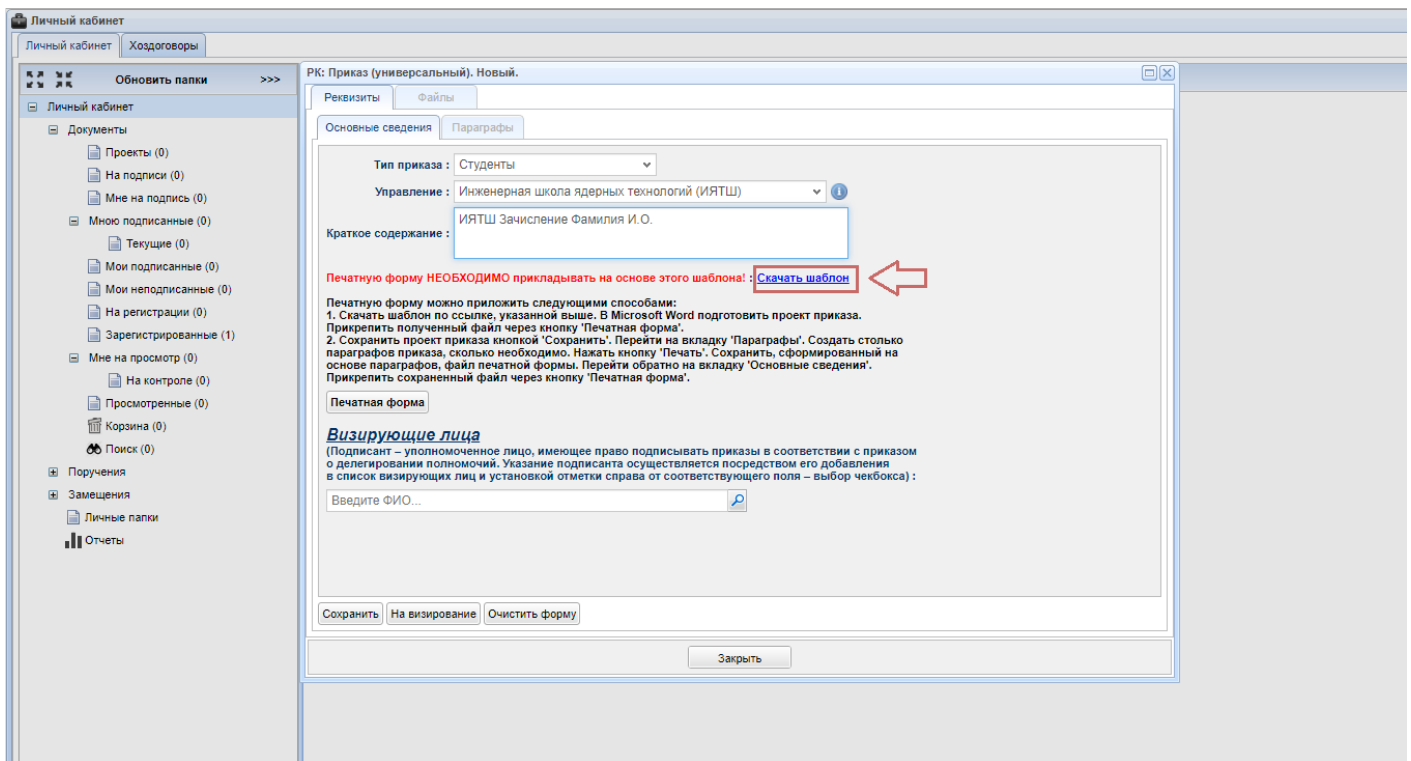 Личный кабинет
Личный кабинет
Хоздоговоры
Обновить папки >>>
Личный кабинет
Документы
Проекты (0)
На подписи (0)
Мне на подпись (0)
Мною подписанные (0)
Текущие (0)
Мои подписанные (0)
Мои неподписанные (0)
На регистрации (0)
Зарегистрированные (1)
Мне на просмотр (0)
На контроле (0)
Просмотренные (0)
Корзина (0)
Поиск (0)
Поручения
Замещения
Личные папки
Отчеты
РК: Приказ (универсальный). Новый.
Реквизиты
Файлы
Основные сведения
Параграфы
Тип приказа : Студенты
Управление : Инженерная школа ядерных технологий (ИЯТШ)
Краткое содержание : ИЯТШ Зачисление Фамилия И.О.
Печатную форму НЕОБХОДИМО прикладывать на основе этого шаблона! : Скачать шаблон
Печатную форму можно приложить следующими способами:
1. Скачать шаблон по ссылке, указанной выше. В Microsoft Word подготовить проект приказа.
Прикрепить полученный файл через кнопку 'Печатная форма'.
2. Сохранить проект приказа кнопкой 'Сохранить'. Перейти на вкладку 'Параграфы'. Создать столько
параграфов приказа, сколько необходимо. Нажать кнопку 'Печать'. Сохранить, сформированный на
основе параграфов, файл печатной формы. Перейти обратно на вкладку 'Основные сведения'.
Прикрепить сохраненный файл через кнопку 'Печатная форма'.
Печатная форма
Визирующие лица
(Подписант – уполномоченное лицо, имеющее право подписывать приказы в соответствии с приказом
о делегировании полномочий. Указание подписанта осуществляется посредством его добавления
в список визирующих лиц и установкой отметки справа от соответствующего поля – выбор чекбокса) :
Введите ФИО...
Сохранить
На визирование
Очистить форму
Закрыть